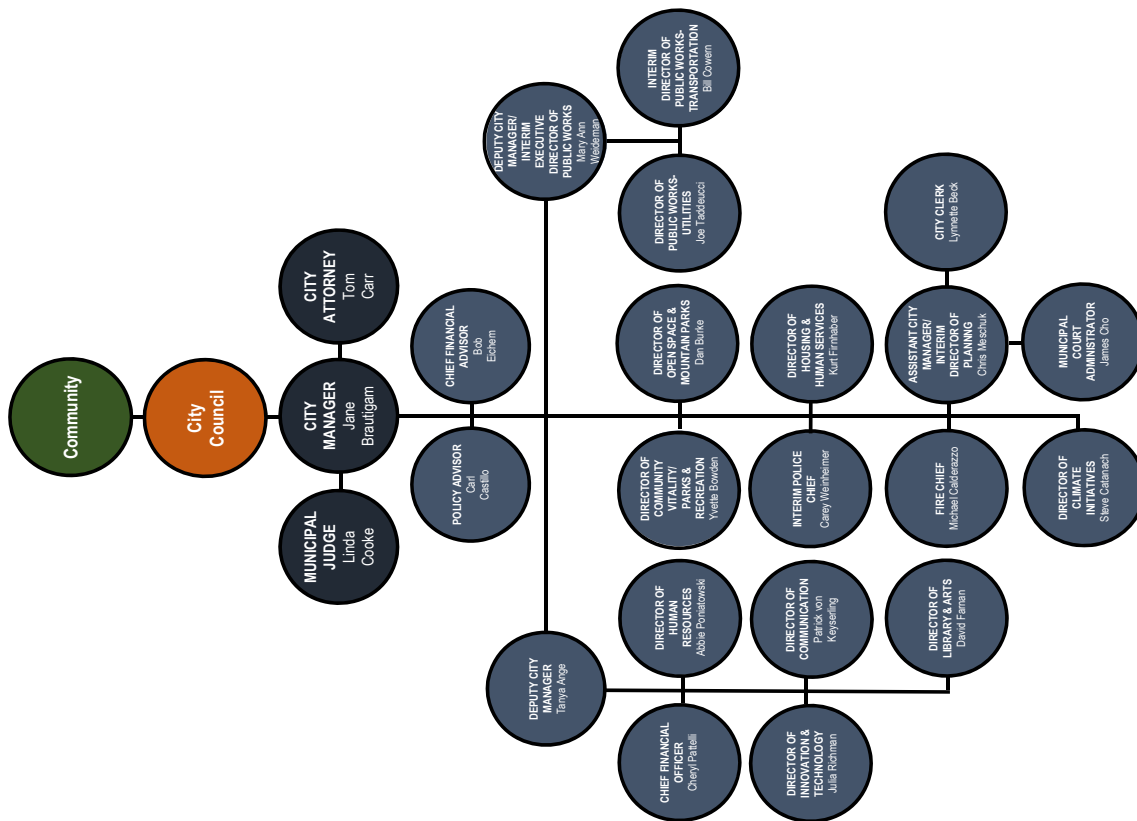 Community
City
Council
MUNICIPAL
JUDGE
Linda
Cooke
CITY
MANAGER
Jane
Brautigam
CITY
ATTORNEY
Tom
Carr
POLICY ADVISOR
Carl
Castillo
CHIEF FINANCIAL
ADVISOR
Bob
Eichem
DEPUTY CITY
MANAGER
Tanya Ange
DEPUTY CITY
MANAGER/
INTERIM
EXECUTIVE
DIRECTOR OF
PUBLIC WORKS
Mary Ann
Weideman
CHIEF FINANCIAL
OFFICER
Cheryl Pattelli
DIRECTOR OF
HUMAN
RESOURCES
Abbie Poniatowski
DIRECTOR OF
COMMUNITY
VITALITY/
PARKS &
RECREATION
Yvette Bowden
DIRECTOR OF
OPEN SPACE &
MOUNTAIN PARKS
Dan Burke
DIRECTOR OF
PUBLIC WORKS-
UTILITIES
Joe Taddeucci
INTERIM
DIRECTOR OF
PUBLIC WORKS-
TRANSPORTATION
Bill Cowern
DIRECTOR OF
INNOVATION &
TECHNOLOGY
Julia Richman
DIRECTOR OF
COMMUNICATION
Patrick von
Keyserling
INTERIM POLICE
CHIEF
Carey Weinheimer
DIRECTOR OF
HOUSING &
HUMAN SERVICES
Kurt Firnhaber
DIRECTOR OF
LIBRARY & ARTS
David Farnan
FIRE CHIEF
Michael Calderazzo
ASSISTANT CITY
MANAGER/
INTERIM
DIRECTOR OF
PLANNING
Chris Meschuk
CITY CLERK
Lynnette Beck
DIRECTOR OF
CLIMATE
INITIATIVES
Steve Catanach
MUNICIPAL
COURT
ADMINISTRATOR
James Cho